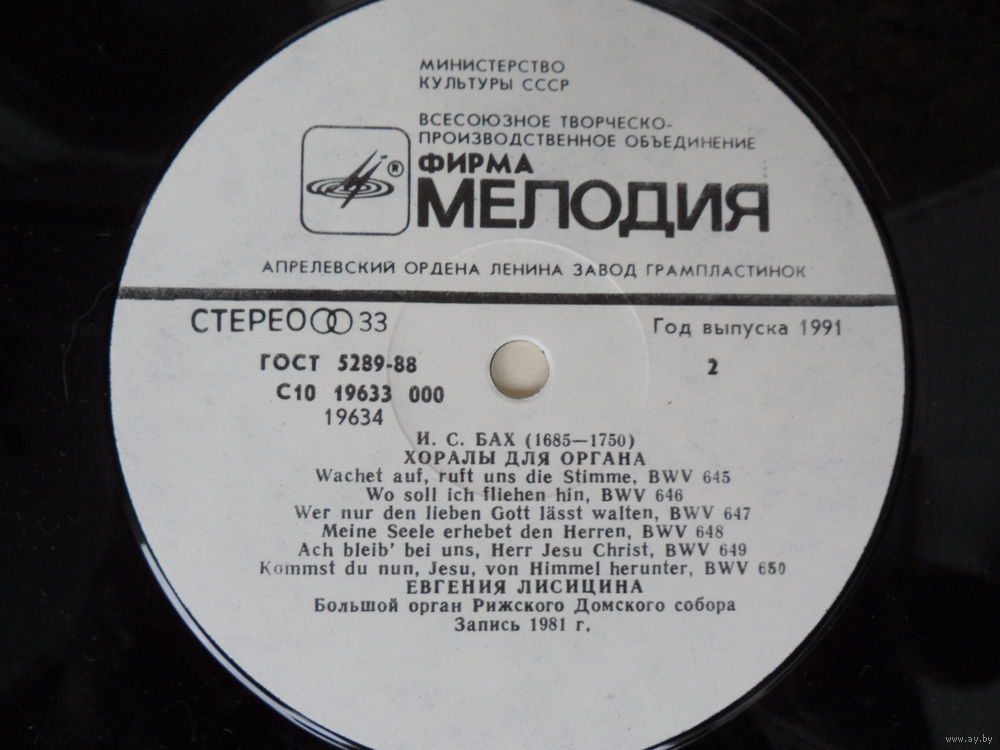 МИНИСТЕРСТВО
КУЛЬТУРЫ СССР
ВСЕСОЮЗНОЕ ТВОРЧЕСКО-
ПРОИЗВОДСТВЕННОЕ ОБЪЕДИНЕНИЕ
®
ФИРМА
МЕЛОДИЯ
АПРЕЛЕВСКИЙ ОРДЕНА ЛЕНИНА ЗАВОД ГРАМПЛАСТИНОК
СТЕРЕО 33
Год выпуска 1991
ГОСТ 5289-88
2
С10 19633 000
19634
И. С. БАХ (1685—1750)
ХОРАЛЫ ДЛЯ ОРГАНА
Wachet auf, ruft uns die Stimme, BWV 645
Wo soll ich fliehen hin, BWV 646
Wer nur den lieben Gott lässt walten, BWV 647
Meine Seele erhebet den Herren, BWV 648
Ach bleib' bei uns, Herr Jesu Christ, BWV 649
Kommst du nun, Jesu, von Himmel herunter, BWV 650
ЕВГЕНИЯ ЛИСИЦИНА
Большой орган Рижского Домского собора
Запись 1981 г.
www.ay.by